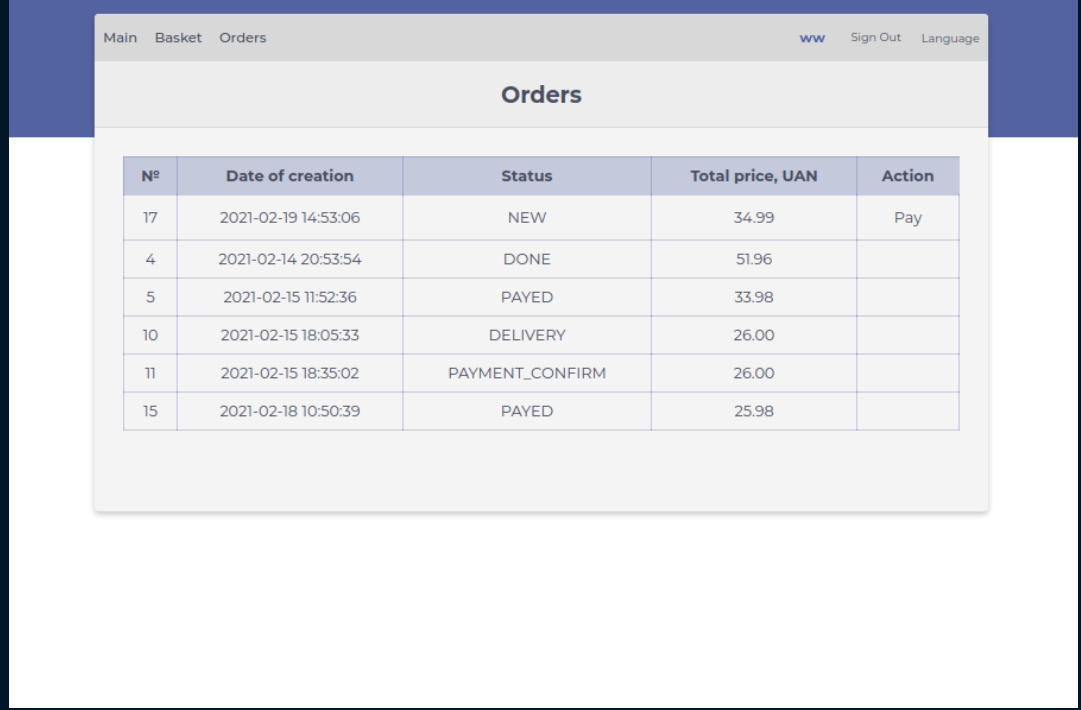 Main Basket Orders ww Sign Out Language
Orders
Nº Date of creation Status Total price, UAN Action
17 2021-02-19 14:53:06 NEW 34.99 Pay
4 2021-02-14 20:53:54 DONE 51.96
5 2021-02-15 11:52:36 PAYED 33.98
10 2021-02-15 18:05:33 DELIVERY 26.00
11 2021-02-15 18:35:02 PAYMENT_CONFIRM 26.00
15 2021-02-18 10:50:39 PAYED 25.98